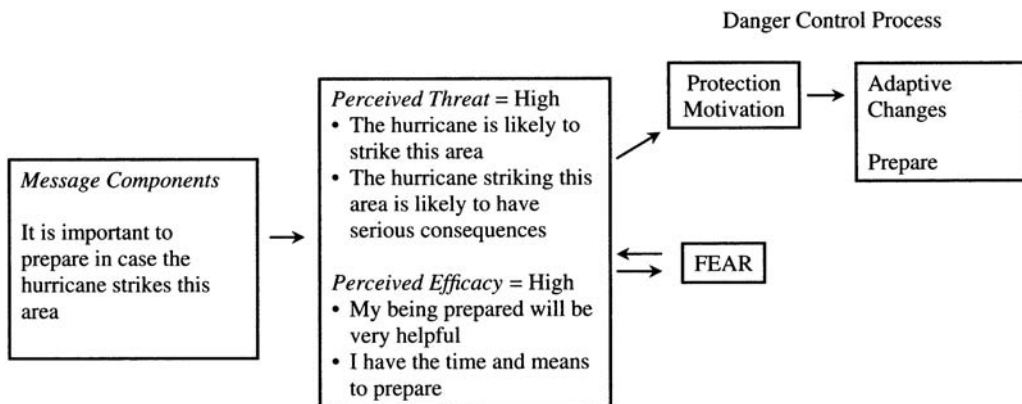 Danger Control Process
Message Components
It is important to
prepare in case the
hurricane strikes this
area
Perceived Threat = High
• The hurricane is likely to
strike this area
• The hurricane striking this
area is likely to have
serious consequences
Perceived Efficacy = High
• My being prepared will be
very helpful
• I have the time and means
to prepare
Protection
Motivation
Adaptive
Changes
Prepare
FEAR